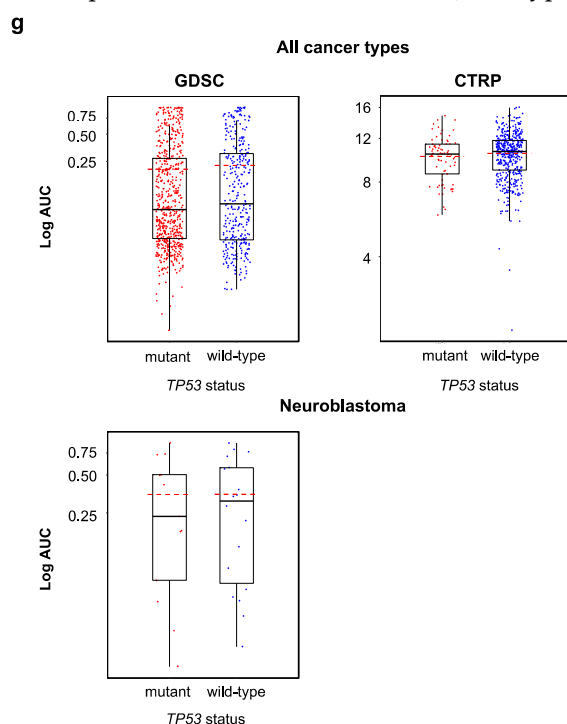 g
All cancer types
GDSC
CTRP
0.75
0.50
0.25
Log AUC
mutant wild-type
TP53 status
16
12
8
4
mutant wild-type
TP53 status
Neuroblastoma
0.75
0.50
0.25
Log AUC
mutant wild-type
TP53 status